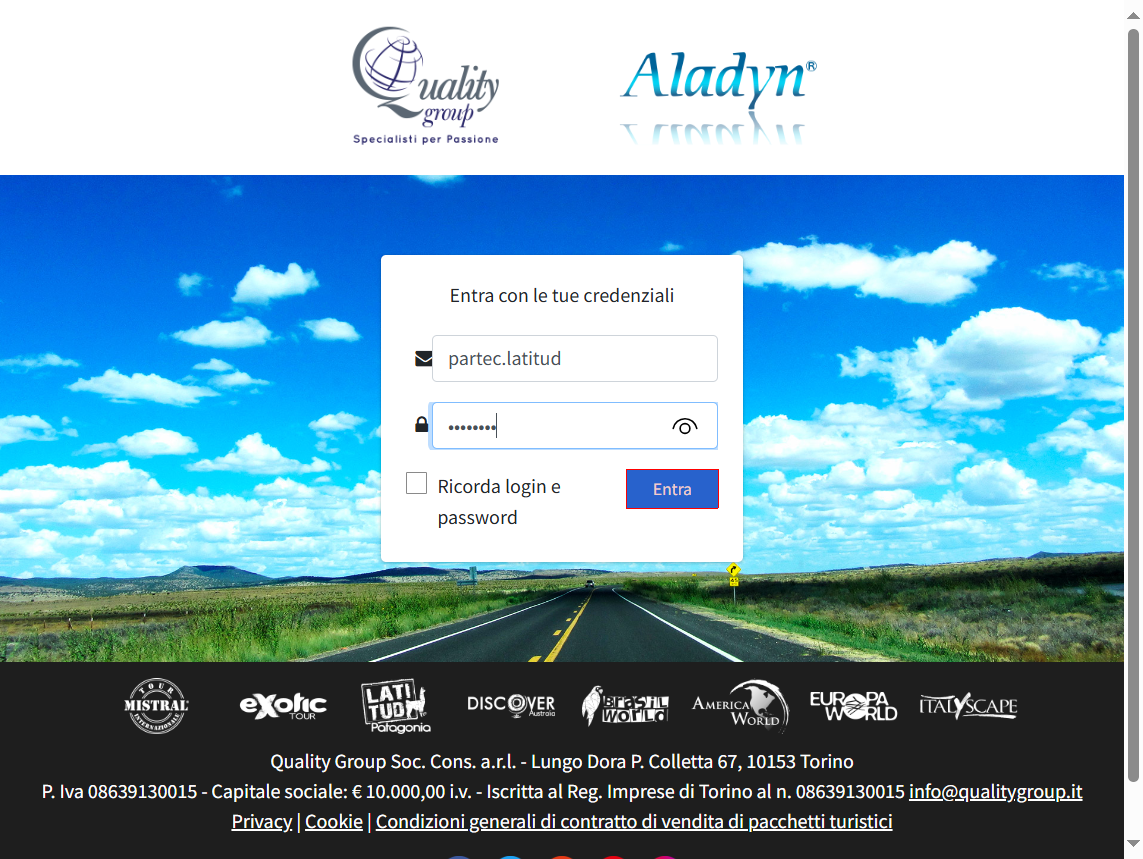 Quality
group
Specialisti per Passione
Aladyn®
Entra con le tue credenziali
partec.latitud
••••••••
Ricorda login e
password
Entra
TOUR
MISTRAL
INTERNAZIONALE
eXotic
TOUR
LATI
TUD
Patagonia
DISCOVER
Australia
BRASIL
WORLD
AMERICA
WORLD
EUROPA
WORLD
ITALYSCAPE
Quality Group Soc. Cons. a.r.l. - Lungo Dora P. Colletta 67, 10153 Torino
P. Iva 08639130015 - Capitale sociale: € 10.000,00 i.v. - Iscritta al Reg. Imprese di Torino al n. 08639130015 info@qualitygroup.it
Privacy | Cookie | Condizioni generali di contratto di vendita di pacchetti turistici